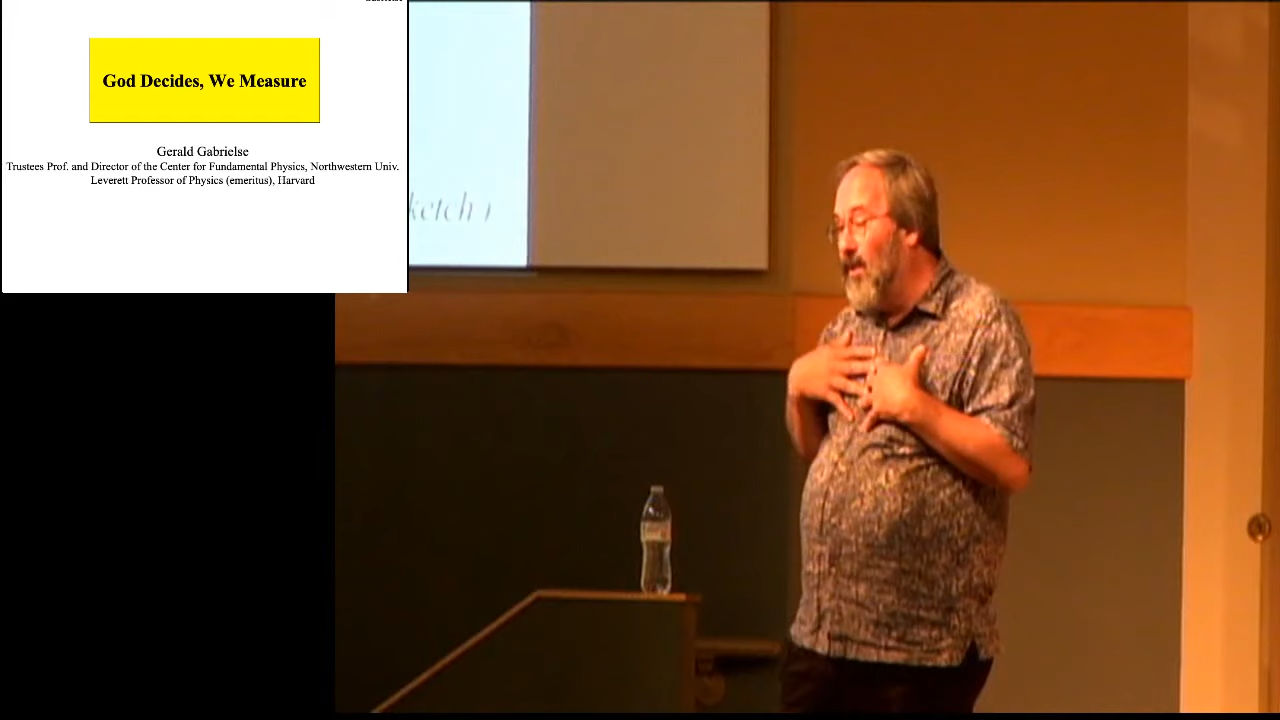 God Decides, We Measure
Gerald Gabrielse
Trustees Prof. and Director of the Center for Fundamental Physics, Northwestern Univ.
Leverett Professor of Physics (emeritus), Harvard